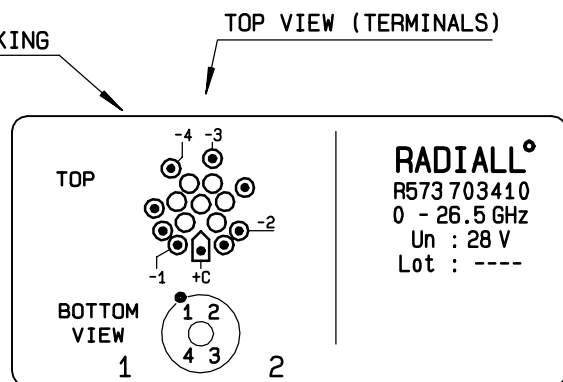 TOP VIEW (TERMINALS)
KING
-4 -3
TOP
RADIALL°
R573 703410
0 - 26.5 GHz
Un : 28 V
Lot : ----
-2
-1 +C
BOTTOM
VIEW
1 2
4 3
1 2